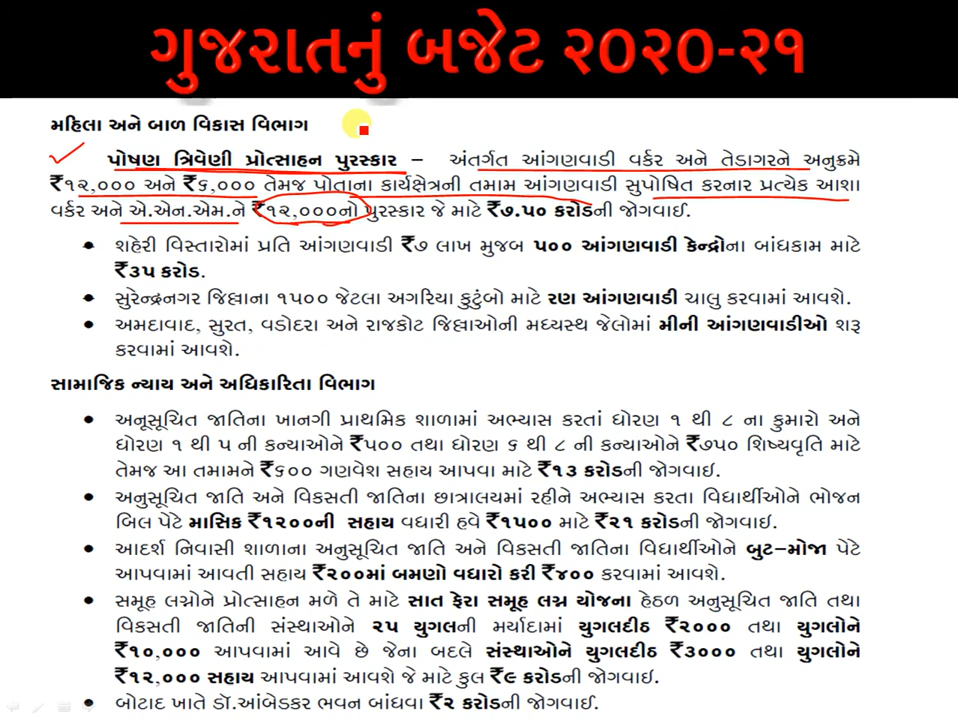 ગુજરાતનું બજેટ ૨૦૨૦-૨૧
મહિલા અને બાળ વિકાસ વિભાગ
પોષણ ત્રિવેણી પ્રોત્સાહન પુરસ્કાર – અંતર્ગત આંગણવાડી વર્કર અને તેડાગરને અનુક્રમે
₹૧૨,૦૦૦ અને ₹૬,૦૦૦ તેમજ પોતાના કાર્યક્ષેત્રની તમામ આંગણવાડી સુપોષિત કરનાર પ્રત્યેક આશા
વર્કર અને એ.એન.એમ.ને ₹૧૨,૦૦૦નો પુરસ્કાર જે માટે ₹૭.૫૦ કરોડની જોગવાઈ.
• શહેરી વિસ્તારોમાં પ્રતિ આંગણવાડી ₹૭ લાખ મુજબ ૫૦૦ આંગણવાડી કેન્દ્રોના બાંધકામ માટે
₹૩૫ કરોડ.
• સુરેન્દ્રનગર જિલ્લાના ૧૫૦૦ જેટલા અગરિયા કુટુંબો માટે રણ આંગણવાડી ચાલુ કરવામાં આવશે.
• અમદાવાદ, સુરત, વડોદરા અને રાજકોટ જિલ્લાઓની મધ્યસ્થ જેલોમાં મીની આંગણવાડીઓ શરૂ
કરવામાં આવશે.
સામાજિક ન્યાય અને અધિકારિતા વિભાગ
• અનૂસૂચિત જાતિના ખાનગી પ્રાથમિક શાળામાં અભ્યાસ કરતાં ધોરણ ૧ થી ૮ ના કુમારો અને
ધોરણ ૧ થી ૫ ની કન્યાઓને ₹૫૦૦ તથા ધોરણ ૬ થી ૮ ની કન્યાઓને ₹૭૫૦ શિષ્યવૃતિ માટે
તેમજ આ તમામને ₹૬૦૦ ગણવેશ સહાય આપવા માટે ₹૧૩ કરોડની જોગવાઈ.
• અનુસૂચિત જાતિ અને વિકસતી જાતિના છાત્રાલયમાં રહીને અભ્યાસ કરતા વિદ્યાર્થીઓને ભોજન
બિલ પેટે માસિક ₹૧૨૦૦ની સહાય વધારી હવે ₹૧૫૦૦ માટે ₹૨૧ કરોડની જોગવાઈ.
• આદર્શ નિવાસી શાળાના અનુસૂચિત જાતિ અને વિકસતી જાતિના વિદ્યાર્થીઓને બુટ-મોજા પેટે
આપવામાં આવતી સહાય ₹૨૦૦માં બમણો વધારો કરી ₹૪૦૦ કરવામાં આવશે.
• સમૂહ લગ્નોને પ્રોત્સાહન મળે તે માટે સાત ફેરા સમૂહ લગ્ન યોજના હેઠળ અનુસૂચિત જાતિ તથા
વિકસતી જાતિની સંસ્થાઓને ૨૫ યુગલની મર્યાદામાં યુગલદીઠ ₹૨૦૦૦ તથા યુગલોને
₹૧૦,૦૦૦ આપવામાં આવે છે જેના બદલે સંસ્થાઓને યુગલદીઠ ₹૩૦૦૦ તથા યુગલોને
₹૧૨,૦૦૦ સહાય આપવામાં આવશે જે માટે કુલ ₹૯ કરોડની જોગવાઈ.
• બોટાદ ખાતે ડૉ.આંબેડકર ભવન બાંધવા ₹૨ કરોડની જોગવાઈ.